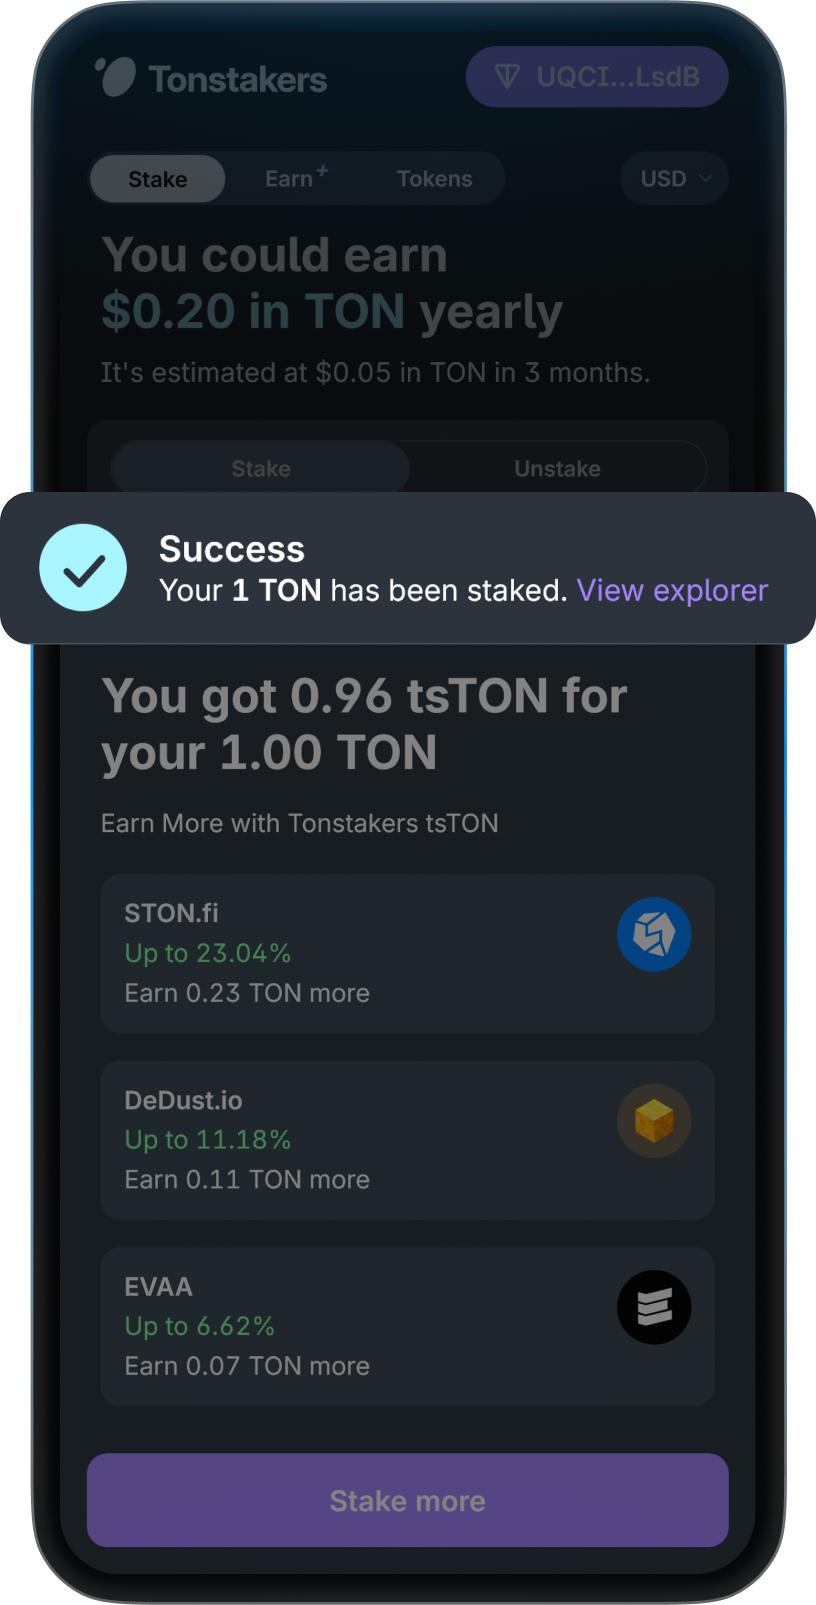 Tonstakers
UQCI...LsdB
Stake
Earn+
Tokens
USD
You could earn
$0.20 in TON yearly
It's estimated at $0.05 in TON in 3 months.
Stake
Unstake
Success
Your 1 TON has been staked. View explorer
You got 0.96 tsTON for
your 1.00 TON
Earn More with Tonstakers tsTON
STON.fi
Up to 23.04%
Earn 0.23 TON more
DeDust.io
Up to 11.18%
Earn 0.11 TON more
EVAA
Up to 6.62%
Earn 0.07 TON more
Stake more